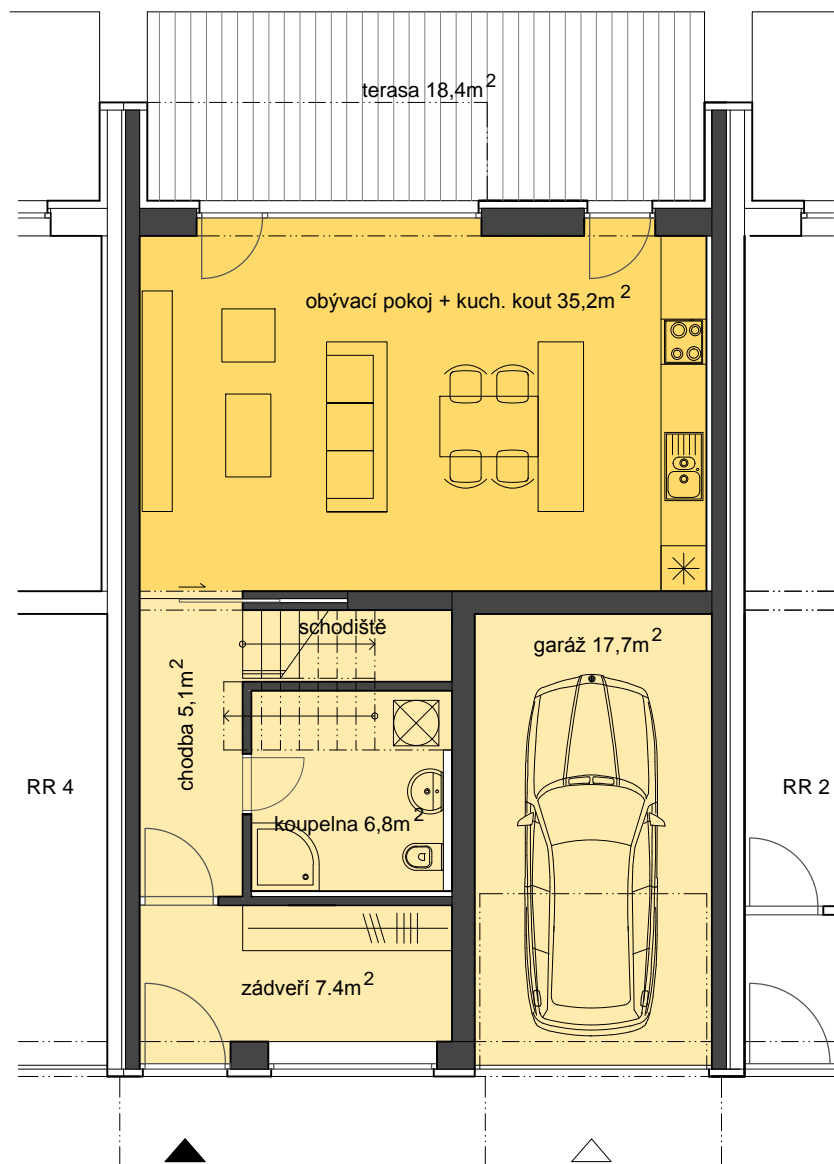 terasa 18,4m²
obývací pokoj + kuch. kout 35,2m²
schodiště
garáž 17,7m²
chodba 5,1m²
RR 4
RR 2
koupelna 6,8m²
zádveří 7.4m²